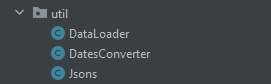 util
C DataLoader
C DatesConverter
C Jsons